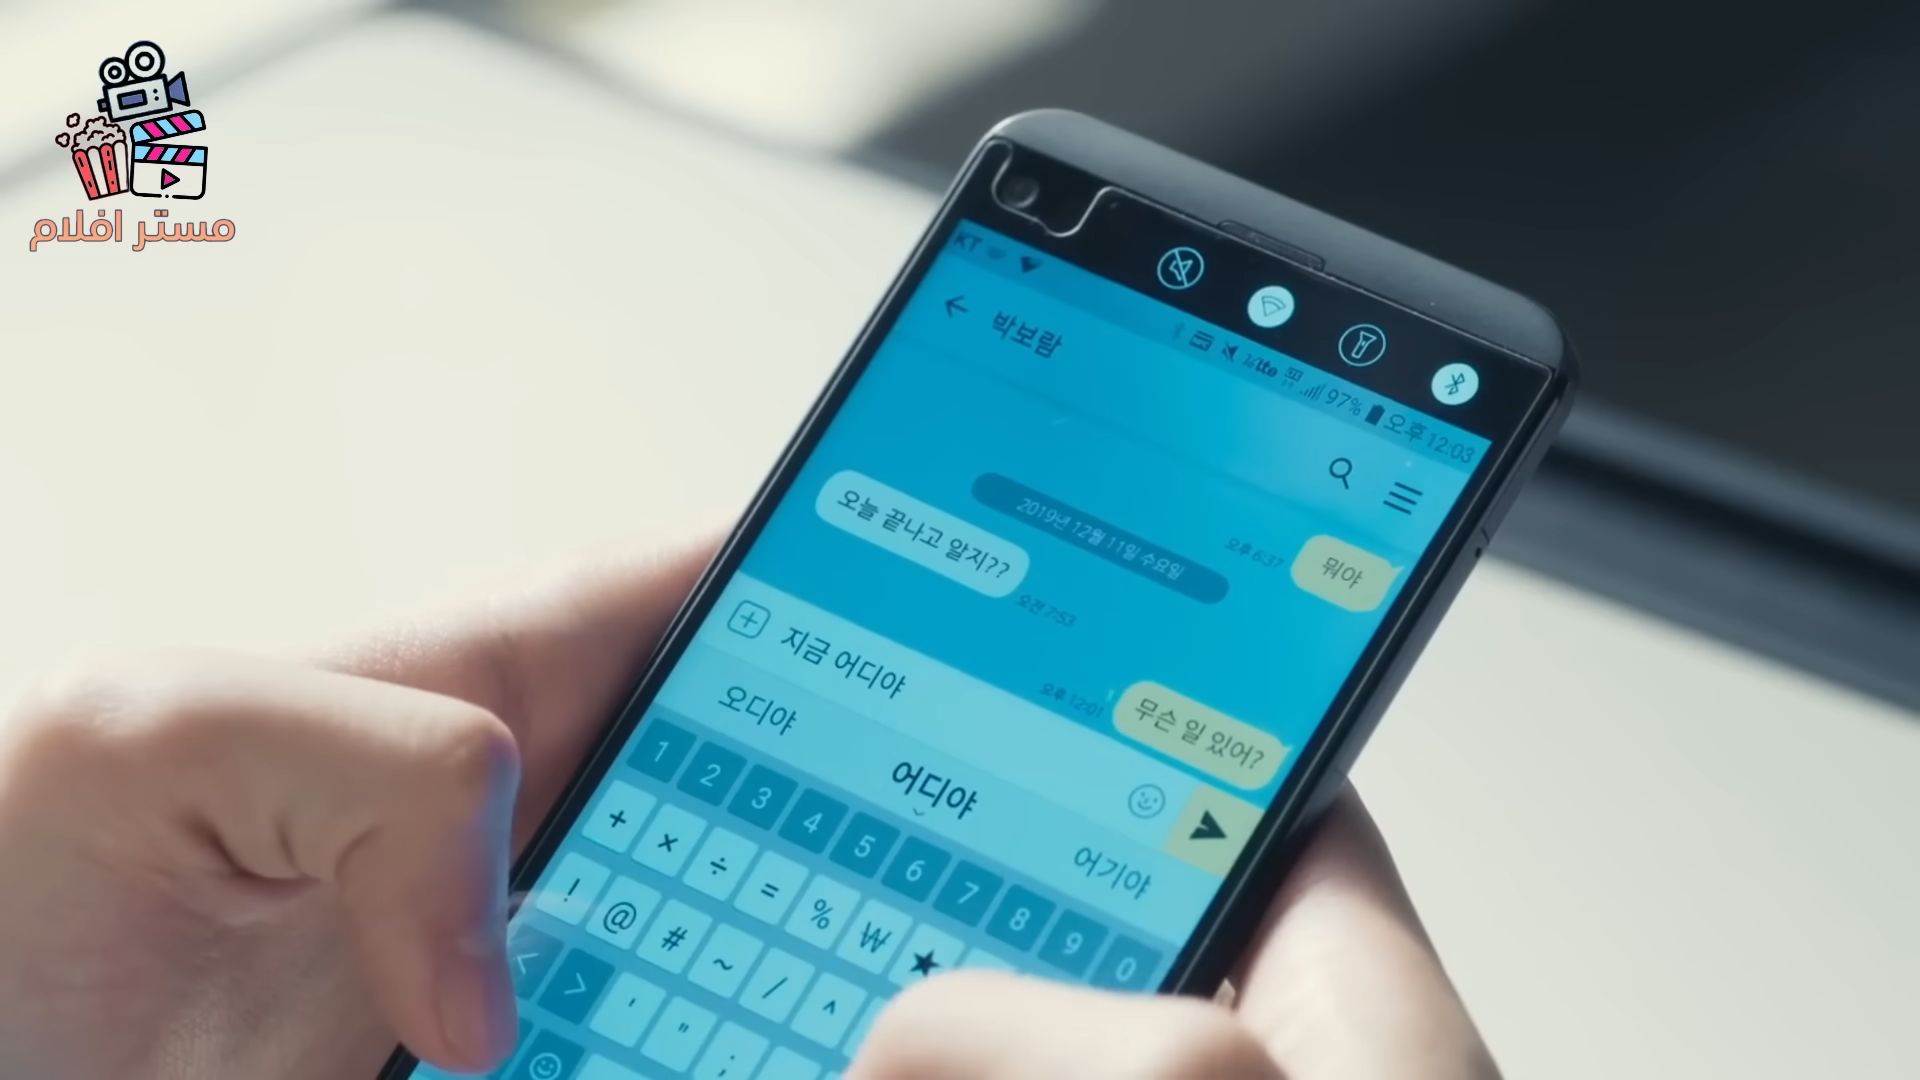 مستر افلام
KT
97% 오후 12:03
박보람
오후 6:37 뭐야
2019년 12월 11일 수요일
오늘 끝나고 알지??
오전 7:53
1
오후 12:01 무슨 일 있어?
지금 어디야
오디야 어디야 어기야
1 2 3 4 5 6 7 8 9 0
+ × ÷ = % ₩ ★
! @ # ~ / ^
< > ' " ;